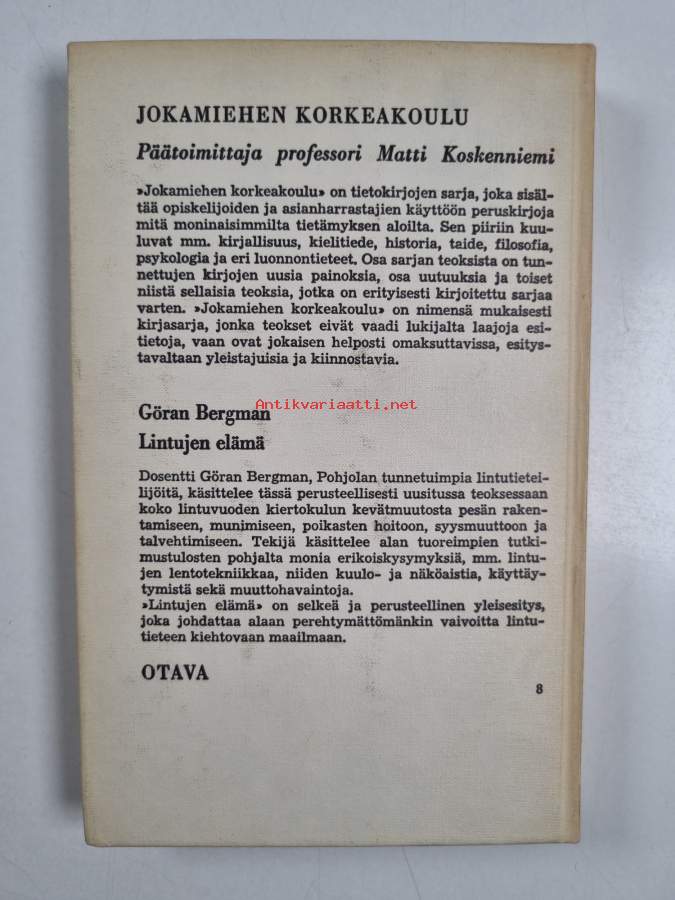 JOKAMIEHEN KORKEAKOULU
Päätoimittaja professori Matti Koskenniemi
»Jokamiehen korkeakoulu» on tietokirjojen sarja, joka sisäl-
tää opiskelijoiden ja asianharrastajien käyttöön peruskirjoja
mitä moninaisimmilta tietämyksen aloilta. Sen piiriin kuu-
luvat mm. kirjallisuus, kielitiede, historia, taide, filosofia,
psykologia ja eri luonnontieteet. Osa sarjan teoksista on tun-
nettujen kirjojen uusia painoksia, osa uutuuksia ja toiset
niistä sellaisia teoksia, jotka on erityisesti kirjoitettu sarjaa
varten. »Jokamiehen korkeakoulu» on nimensä mukaisesti
kirjasarja, jonka teokset eivät vaadi lukijalta laajoja esi-
tietoja, vaan ovat jokaisen helposti omaksuttavissa, esitys-
tavaltaan yleistajuisia ja kiinnostavia.
Antikvariaatti.net
Göran Bergman
Lintujen elämä
Dosentti Göran Bergman, Pohjolan tunnetuimpia lintutietei-
lijöitä, käsittelee tässä perusteellisesti uusitussa teoksessaan
koko lintuvuoden kiertokulun kevätmuutosta pesän raken-
tamiseen, munimiseen, poikasten hoitoon, syysmuuttoon ja
talvehtimiseen. Tekijä käsittelee alan tuoreimpien tutki-
mustulosten pohjalta monia erikoiskysymyksiä, mm. lintu-
jen lentotekniikkaa, niiden kuulo- ja näköaistia, käyttäy-
tymistä sekä muuttohavaintoja.
»Lintujen elämä» on selkeä ja perusteellinen yleisesitys,
joka johdattaa alaan perehtymättömänkin vaivoitta lintu-
tieteen kiehtovaan maailmaan.
OTAVA
8